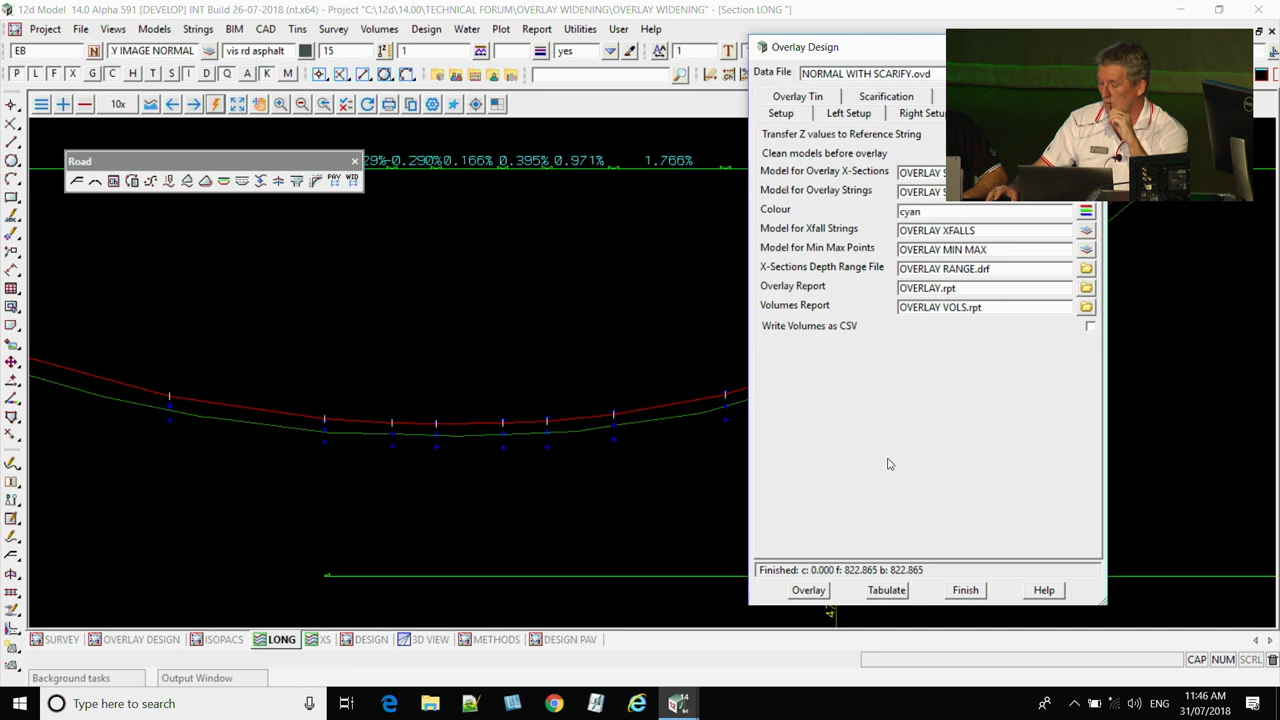 12d Model 14.0 Alpha 591 [DEVELOP] INT Build 26-07-2018 (nt.x64) - Project "C:\12d\14.00\TECHNICAL FORUM\OVERLAY WIDENING\OVERLAY WIDENING" - [Section LONG "]
Project File Views Models Strings BIM CAD Tins Survey Volumes Design Water Plot Report Utilities User
EB N Y IMAGE NORMAL vis rd asphalt 15 1 yes 1 T
P L F X G C H T S I D Q A K M
10x
Road
29% -0.290% 0.166% 0.395% 0.971% 1.766%
PAV WID
Overlay Design
Data File NORMAL WITH SCARIFY.ovd
Overlay Tin Scarification
Setup Left Setup Right Setu
Transfer Z values to Reference String
Clean models before overlay
Model for Overlay X-Sections OVERLAY S
Model for Overlay Strings OVERLAY S
Colour cyan
Model for Xfall Strings OVERLAY XFALLS
Model for Min Max Points OVERLAY MIN MAX
X-Sections Depth Range File OVERLAY RANGE.drf
Overlay Report OVERLAY.rpt
Volumes Report OVERLAY VOLS.rpt
Write Volumes as CSV
Finished: c: 0.000 f: 822.865 b: 822.865
Overlay Tabulate Finish Help
SURVEY OVERLAY DESIGN ISOPACS LONG XS DESIGN 3D VIEW METHODS DESIGN PAV
CAP NUM SCRL
Background tasks Output Window
Type here to search
ENG
11:46 AM
31/07/2018